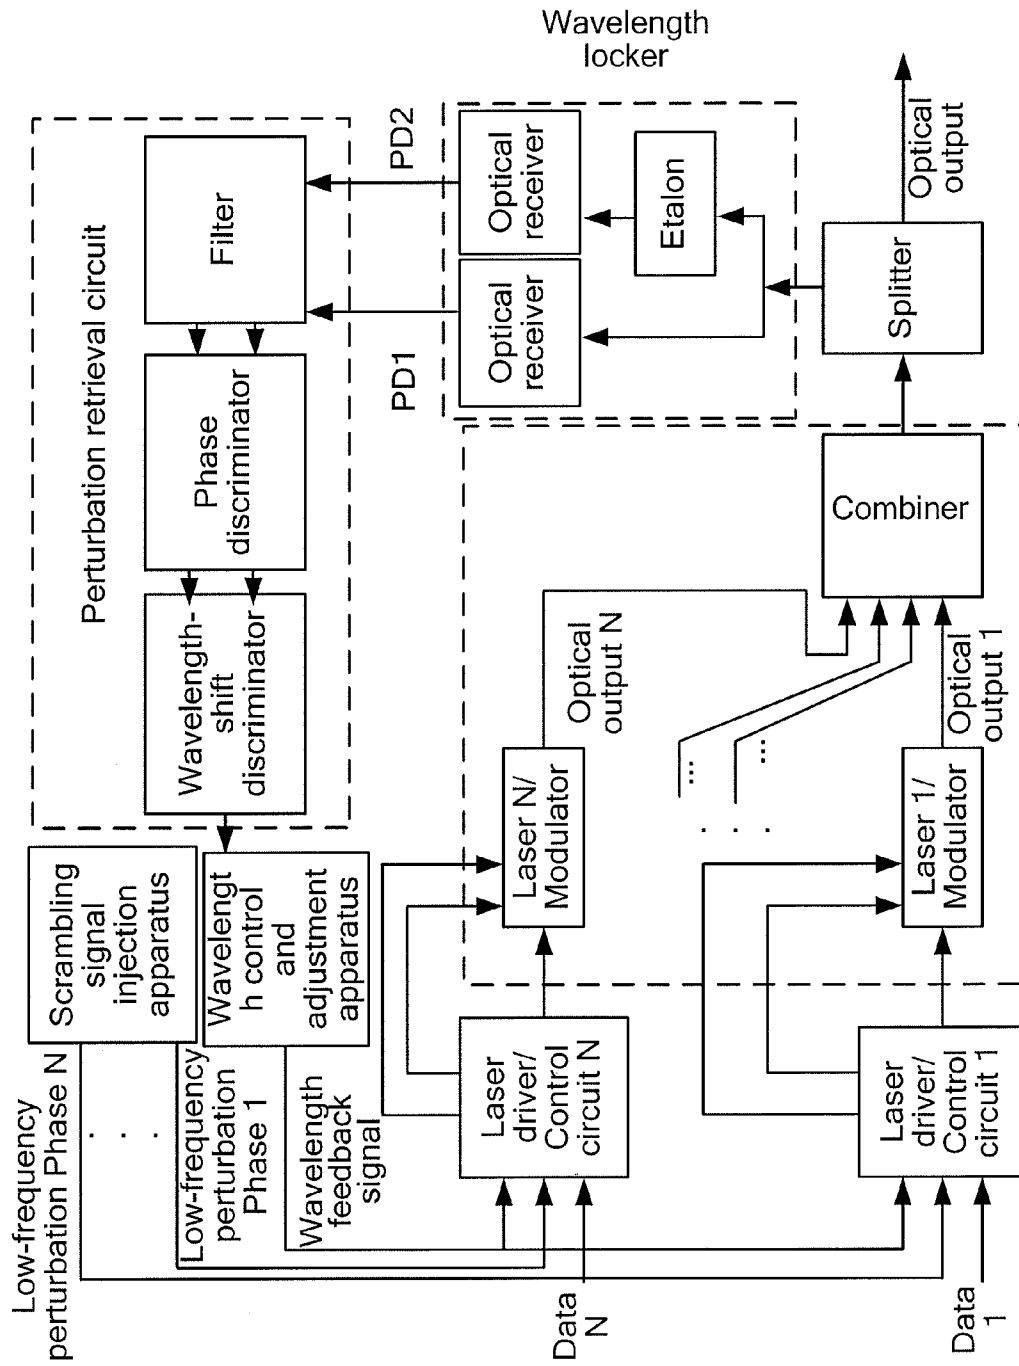 Low-frequency
perturbation Phase N
. . .
Scrambling
signal
injection
apparatus
Low-frequency
perturbation
Phase 1
Wavelengt
h control
and
adjustment
apparatus
Wavelength
feedback
signal
Perturbation retrieval circuit
Wavelength-
shift
discriminator
Phase
discriminator
Filter
PD1
PD2
Wavelength
locker
Optical
receiver
Optical
receiver
Etalon
Data
N
Laser
driver/
Control
circuit N
Laser N/
Modulator
Optical
output N
...
...
. . .
Data
1
Laser
driver/
Control
circuit 1
Laser 1/
Modulator
Optical
output 1
Combiner
Splitter
Optical
output